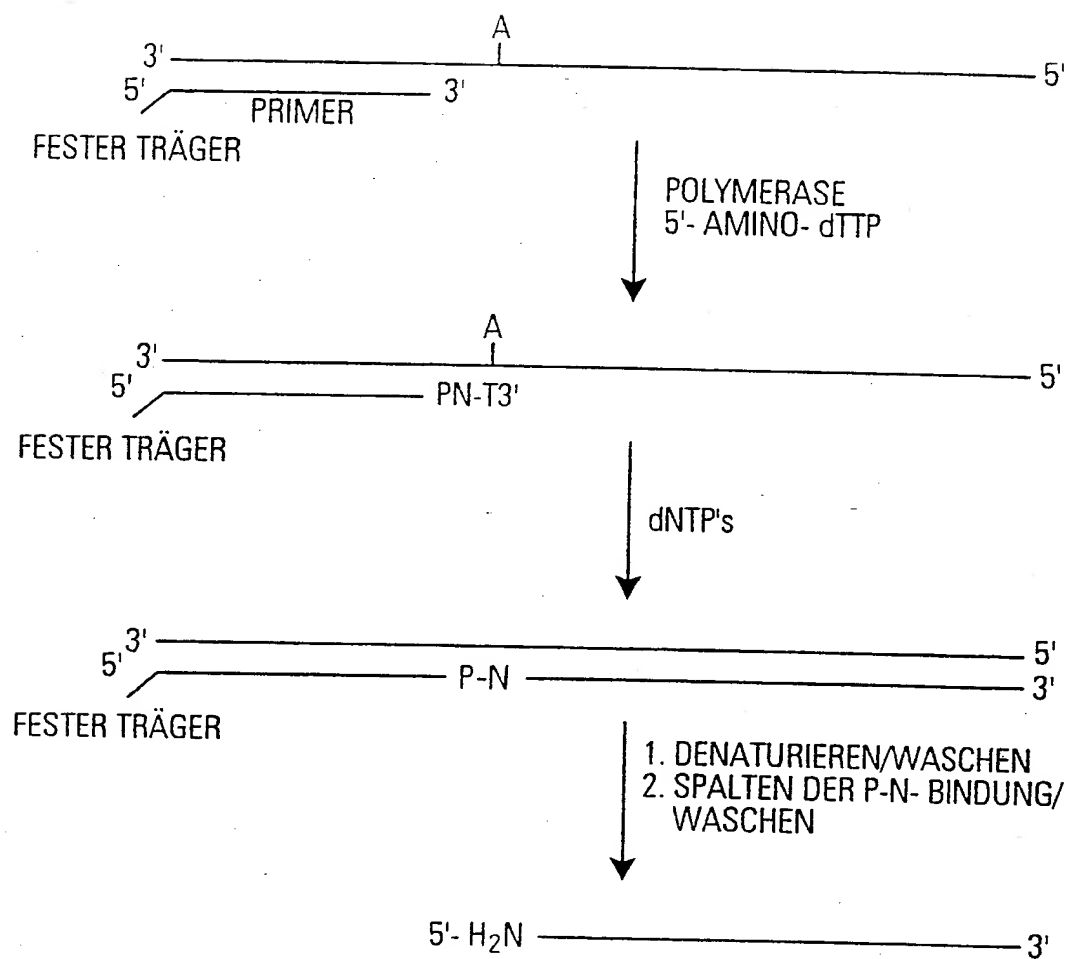 A
3' 5'
5' PRIMER 3'
FESTER TRÄGER
POLYMERASE
5'- AMINO- dTTP
A
3' 5'
5' PN-T3'
FESTER TRÄGER
dNTP's
3' 5'
5' P-N 3'
FESTER TRÄGER
1. DENATURIEREN/WASCHEN
2. SPALTEN DER P-N- BINDUNG/
WASCHEN
5'- H₂N 3'